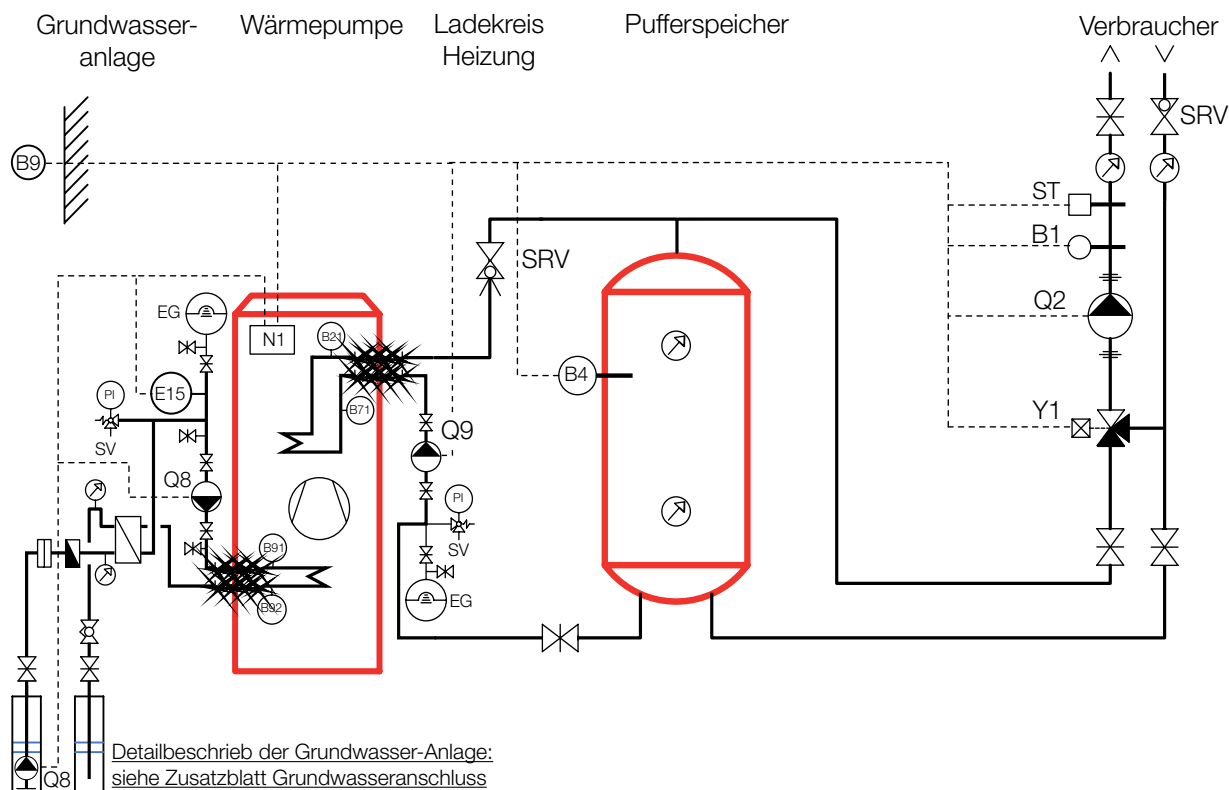 Grundwasser-
anlage
Wärmepumpe
Ladekreis
Heizung
Pufferspeicher
Verbraucher
SRV
B9
ST
B1
SRV
EG
N1
B21
Q2
B4
E15
PI
SV
B71
Q9
Y1
Q8
PI
SV
B91
B92
EG
Q8
Detailbeschrieb der Grundwasser-Anlage:
siehe Zusatzblatt Grundwasseranschluss